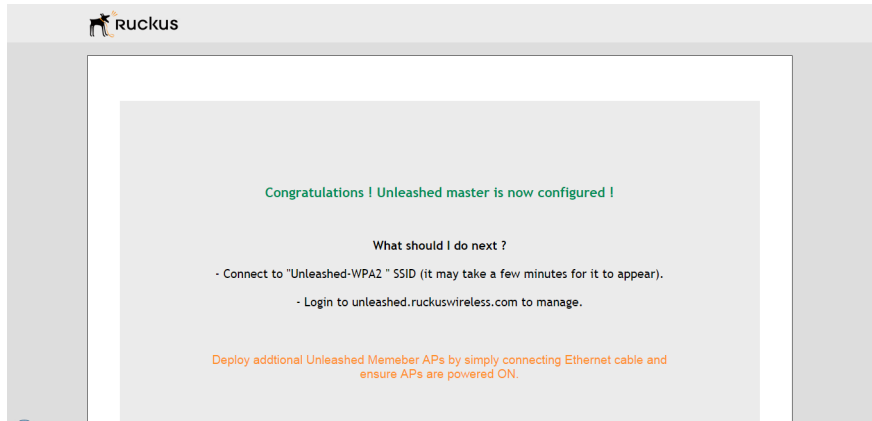 Ruckus
Congratulations ! Unleashed master is now configured !
What should I do next ?
- Connect to "Unleashed-WPA2 " SSID (it may take a few minutes for it to appear).
- Login to unleashed.ruckuswireless.com to manage.
Deploy addtional Unleashed Memeber APs by simply connecting Ethernet cable and
ensure APs are powered ON.